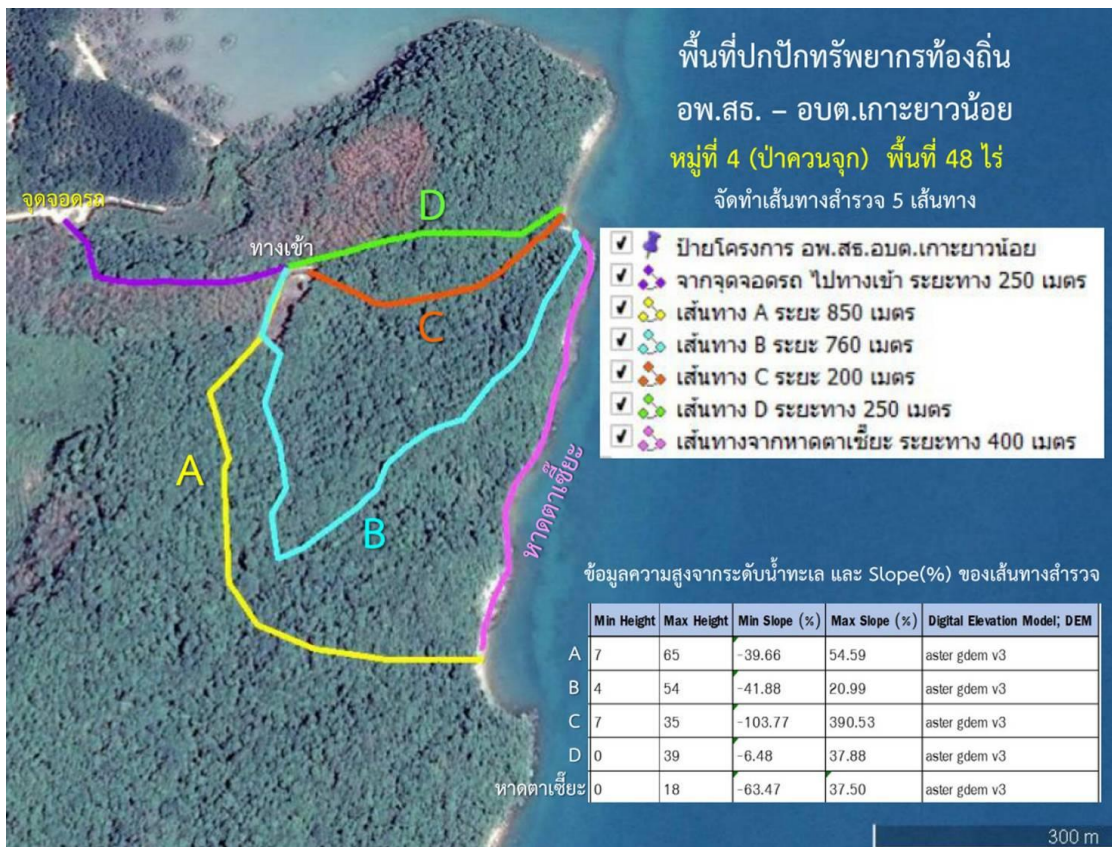 พื้นที่ปกปักทรัพยากรท้องถิ่น
อพ.สธ. – อบต.เกาะยาวน้อย
หมู่ที่ 4 (ป่าควนจุก) พื้นที่ 48 ไร่
จัดทำเส้นทางสำรวจ 5 เส้นทาง
จุดจอดรถ
ทางเข้า
D
C
A
B
หาดตาเซี๊ยะ
ป้ายโครงการ อพ.สธ.อบต.เกาะยาวน้อย
จากจุดจอดรถ ไปทางเข้า ระยะทาง 250 เมตร
เส้นทาง A ระยะ 850 เมตร
เส้นทาง B ระยะ 760 เมตร
เส้นทาง C ระยะ 200 เมตร
เส้นทาง D ระยะทาง 250 เมตร
เส้นทางจากหาดตาเซี๊ยะ ระยะทาง 400 เมตร
ข้อมูลความสูงจากระดับน้ำทะเล และ Slope(%) ของเส้นทางสำรวจ
Min Height Max Height Min Slope (%) Max Slope (%) Digital Elevation Model; DEM
A 7 65 -39.66 54.59 aster gdem v3
B 4 54 -41.88 20.99 aster gdem v3
C 7 35 -103.77 390.53 aster gdem v3
D 0 39 -6.48 37.88 aster gdem v3
หาดตาเซี๊ยะ 0 18 -63.47 37.50 aster gdem v3
300 m